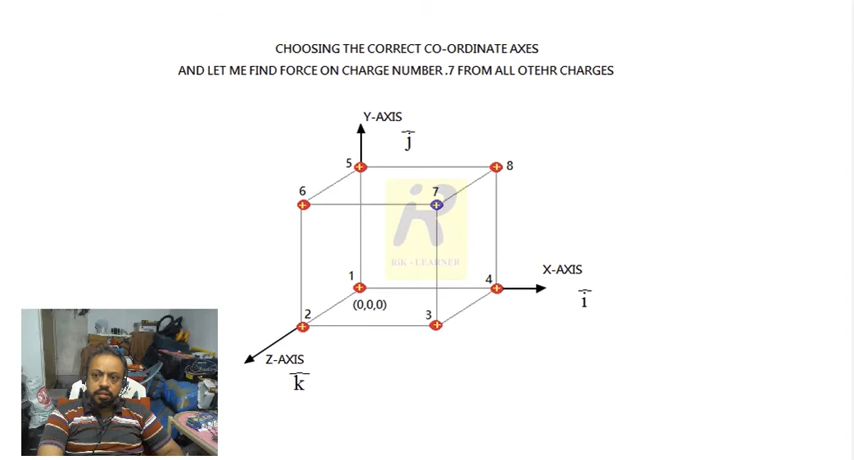 CHOOSING THE CORRECT CO-ORDINATE AXES
AND LET ME FIND FORCE ON CHARGE NUMBER .7 FROM ALL OTEHR CHARGES
Y-AXIS
j
5
8
6
7
RGK - LEARNER
1
4
X-AXIS
i
(0,0,0)
2
3
Z-AXIS
k